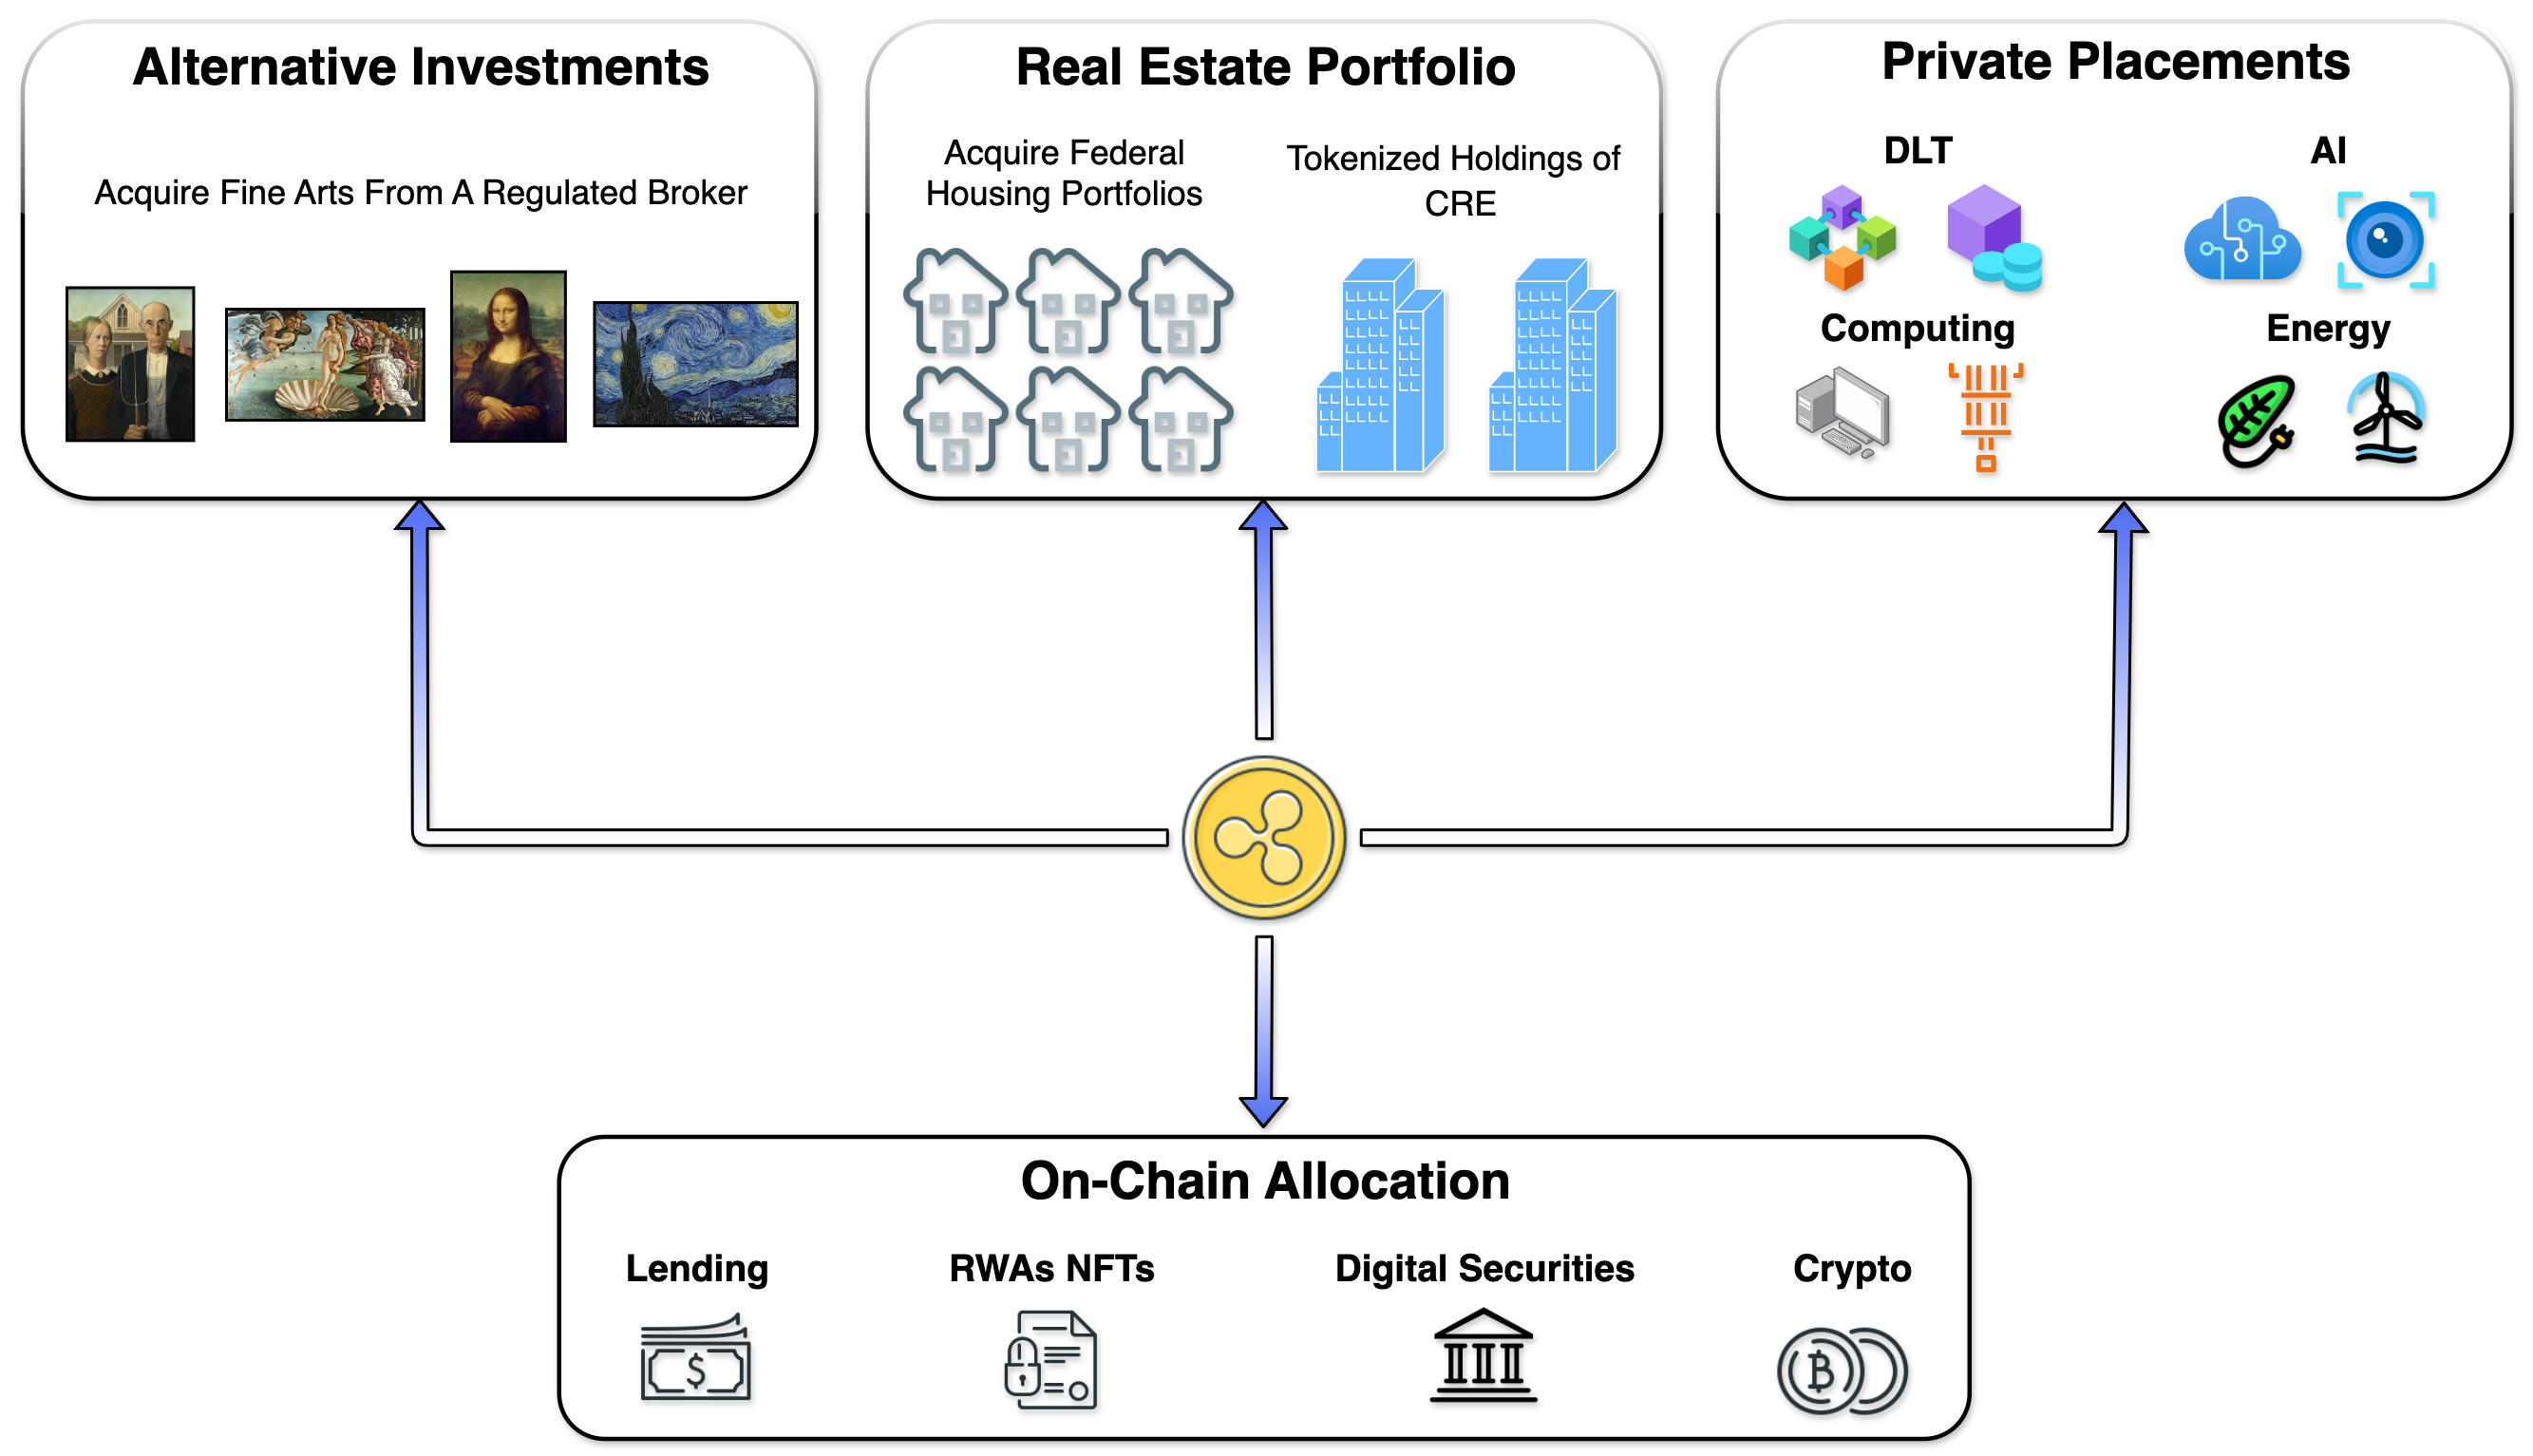 Alternative Investments
Acquire Fine Arts From A Regulated Broker
Real Estate Portfolio
Acquire Federal
Housing Portfolios
Tokenized Holdings of
CRE
Private Placements
DLT
AI
Computing
Energy
On-Chain Allocation
Lending
RWAs NFTs
Digital Securities
Crypto